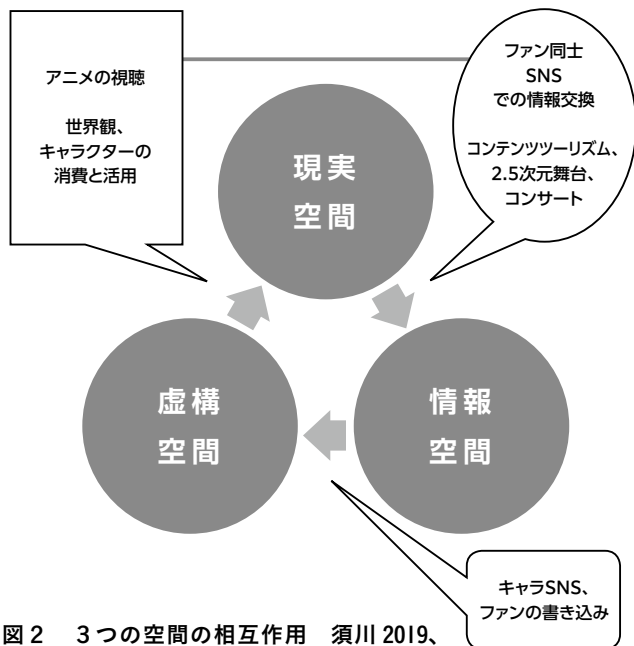 アニメの視聴
世界観、
キャラクターの
消費と活用
ファン同士
SNS
での情報交換
コンテンツツーリズム、
2.5次元舞台、
コンサート
現実
空間
虚構
空間
情報
空間
キャラSNS、
ファンの書き込み
図2 3つの空間の相互作用 須川 2019、